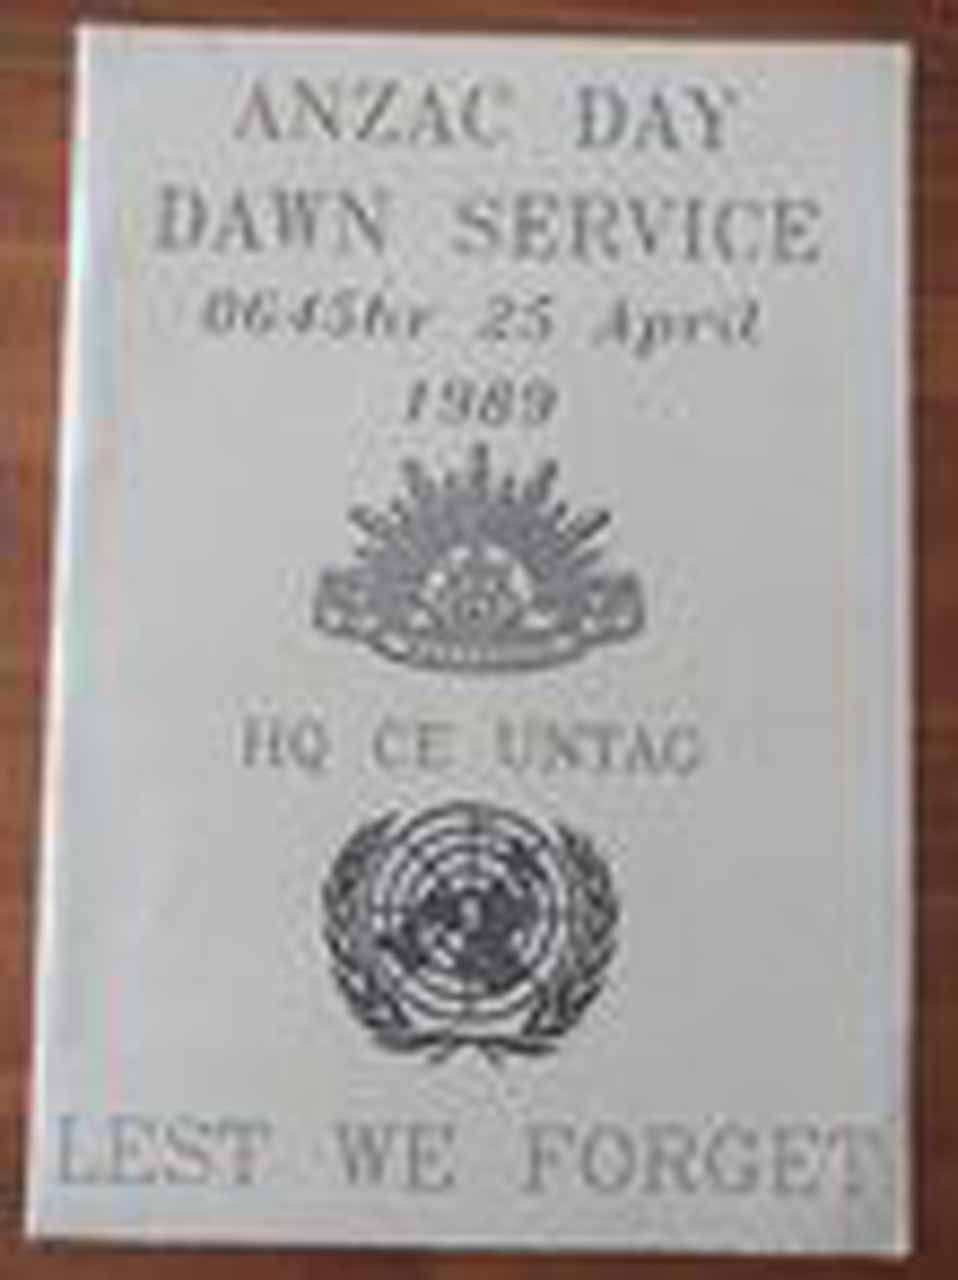 ANZAC DAY
DAWN SERVICE
0645hr 25 April
1989
HQ CE UNTAG
LEST WE FORGET